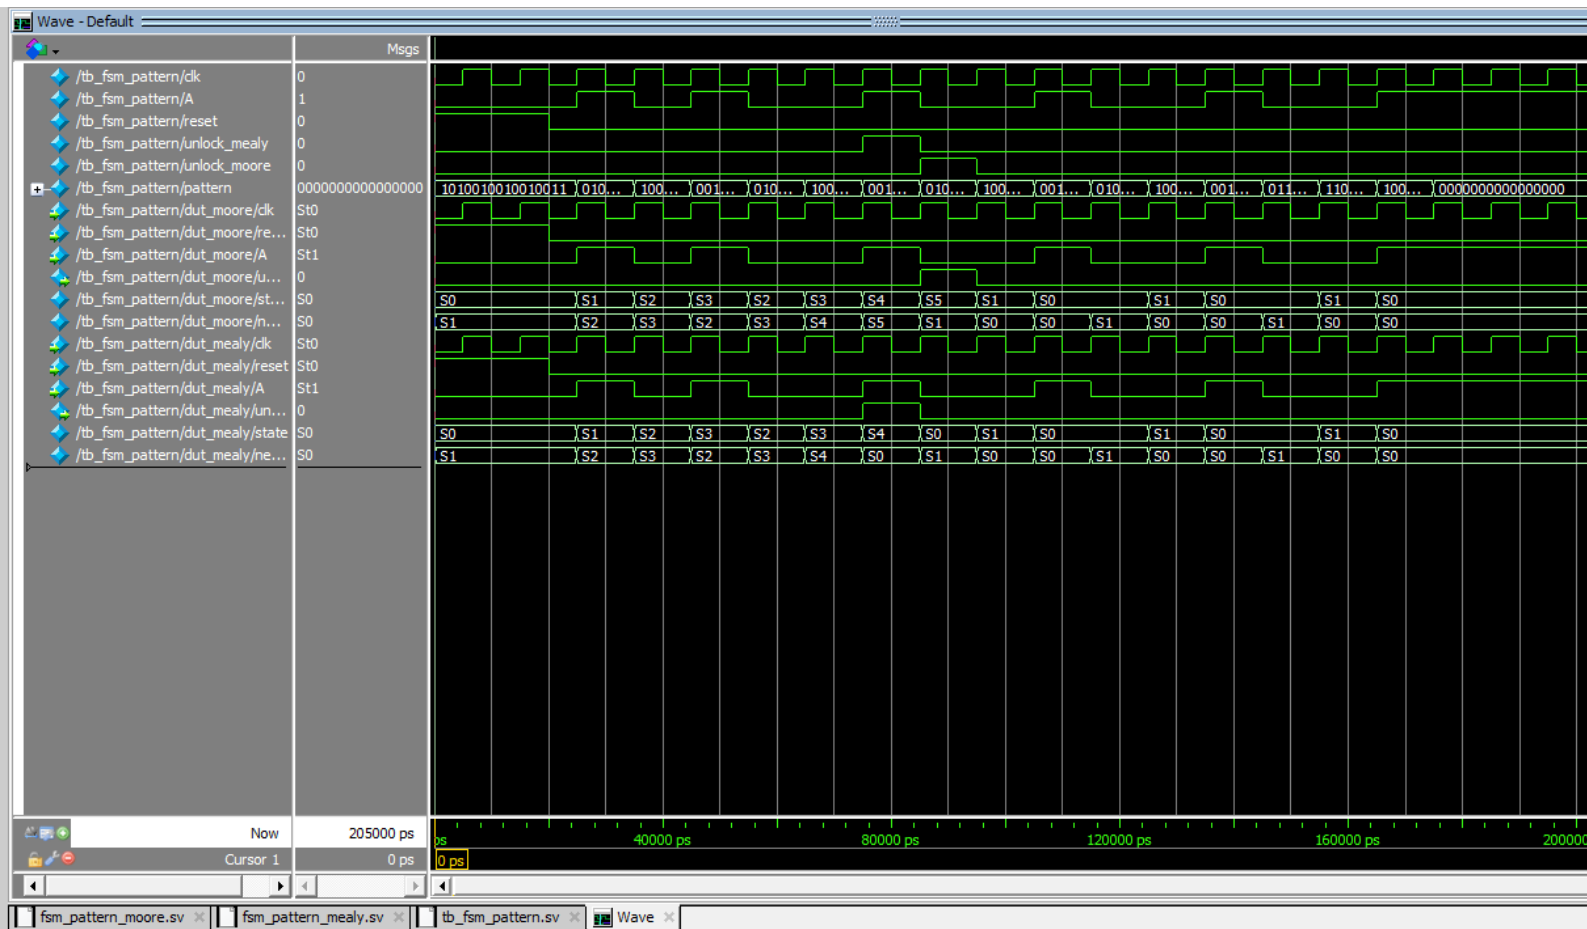 Wave - Default
Msgs
/tb_fsm_pattern/clk 0
/tb_fsm_pattern/A 1
/tb_fsm_pattern/reset 0
/tb_fsm_pattern/unlock_mealy 0
/tb_fsm_pattern/unlock_moore 0
/tb_fsm_pattern/pattern 0000000000000000 1010010010010011 010... 100... 001... 010... 100... 001... 010... 100... 001... 010... 100... 001... 011... 110... 100... 0000000000000000
/tb_fsm_pattern/dut_moore/clk St0
/tb_fsm_pattern/dut_moore/re... St0
/tb_fsm_pattern/dut_moore/A St1
/tb_fsm_pattern/dut_moore/u... 0
/tb_fsm_pattern/dut_moore/st... S0 S0 S1 S2 S3 S2 S3 S4 S5 S1 S0 S1 S0 S1 S0
/tb_fsm_pattern/dut_moore/n... S0 S1 S2 S3 S2 S3 S4 S5 S1 S0 S0 S1 S0 S0 S1 S0 S0
/tb_fsm_pattern/dut_mealy/clk St0
/tb_fsm_pattern/dut_mealy/reset St0
/tb_fsm_pattern/dut_mealy/A St1
/tb_fsm_pattern/dut_mealy/un... 0
/tb_fsm_pattern/dut_mealy/state S0 S0 S1 S2 S3 S2 S3 S4 S0 S1 S0 S1 S0 S1 S0
/tb_fsm_pattern/dut_mealy/ne... S0 S1 S2 S3 S2 S3 S4 S0 S1 S0 S0 S1 S0 S0 S1 S0 S0
Now 205000 ps ps 40000 ps 80000 ps 120000 ps 160000 ps 200000
Cursor 1 0 ps 0 ps
fsm_pattern_moore.sv fsm_pattern_mealy.sv tb_fsm_pattern.sv Wave